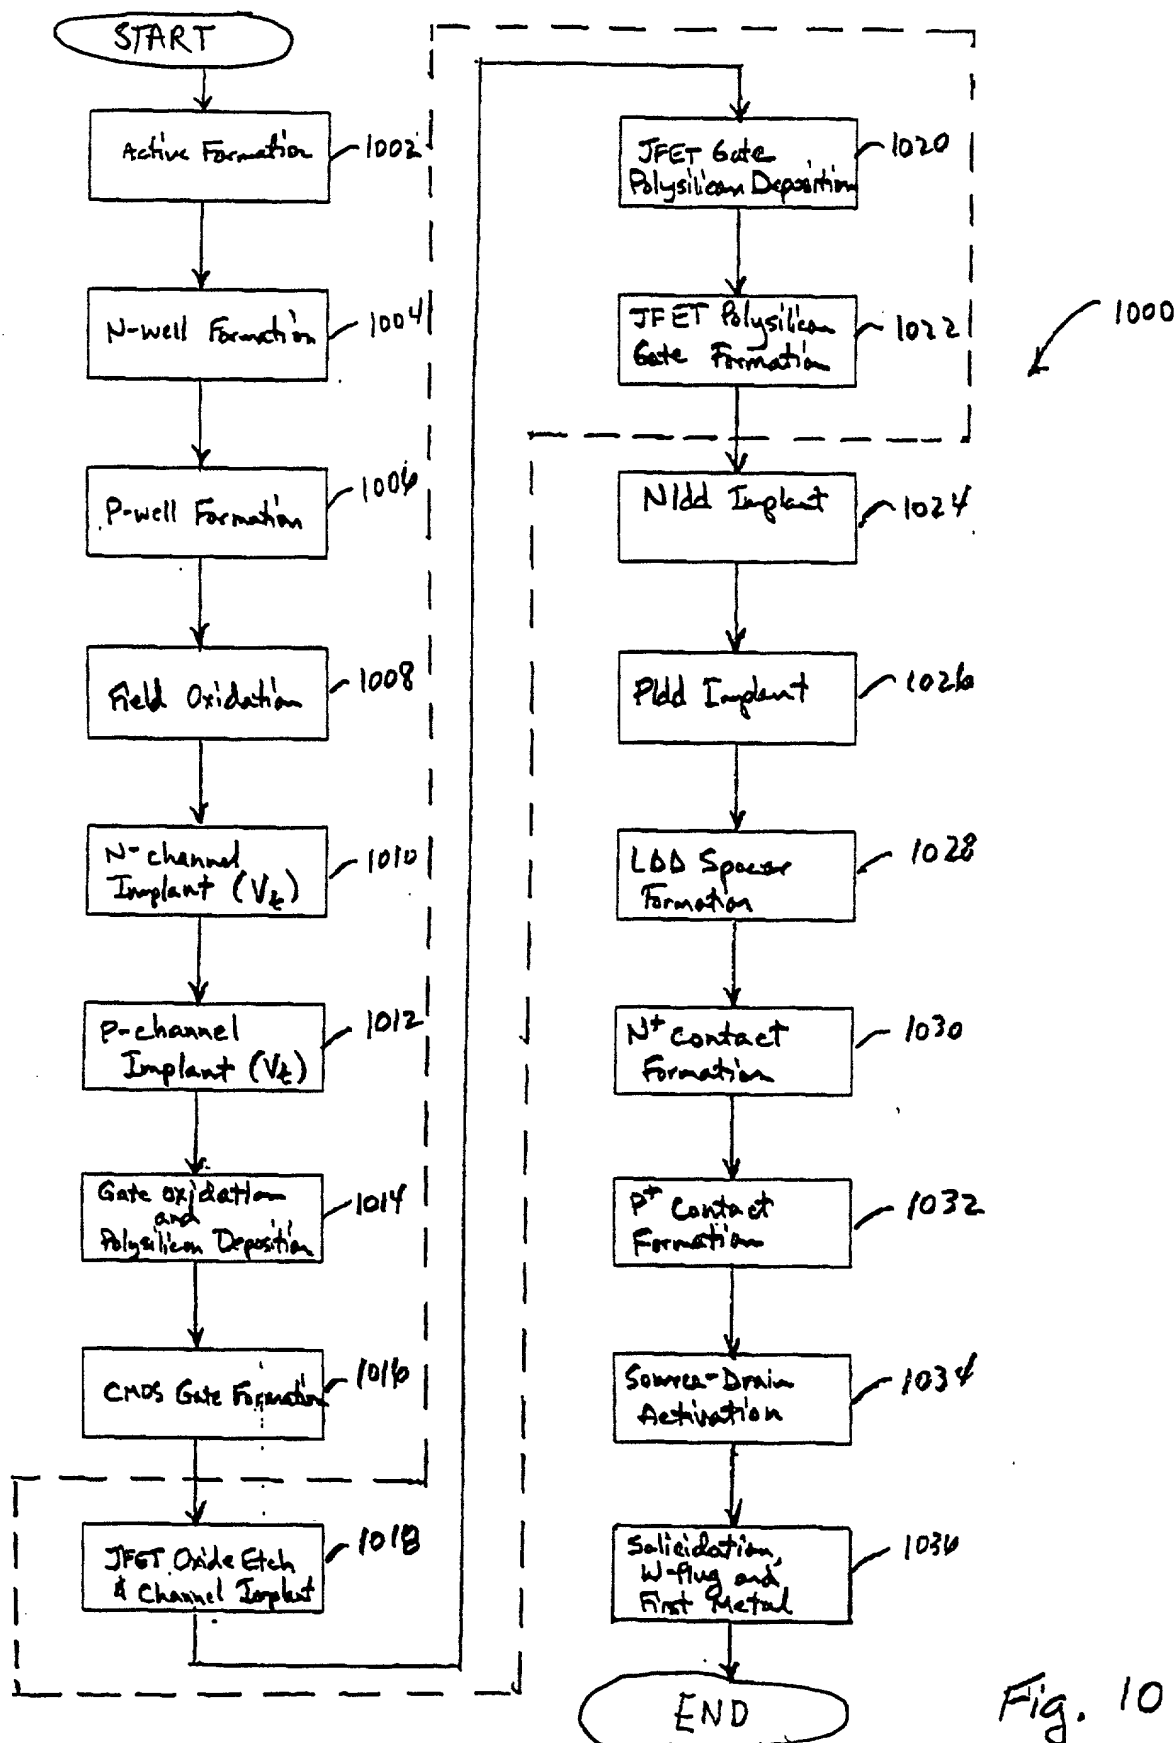 START
Active Formation
1002
N-well Formation
1004
P-well Formation
1006
Field Oxidation
1008
N-channel
Implant (Vt)
1010
P-channel
Implant (Vt)
1012
Gate oxidation
and
Polysilicon Deposition
1014
CMOS Gate Formation
1016
JFET Oxide Etch
& Channel Implant
1018
JFET Gate
Polysilicon Deposition
1020
JFET Polysilicon
Gate Formation
1022
Nldd Implant
1024
Pldd Implant
1026
LDD Spacer
Formation
1028
N+ Contact
Formation
1030
P+ Contact
Formation
1032
Source-Drain
Activation
1034
Salicidation,
W-Plug and
First Metal
1036
END
1000
Fig. 10